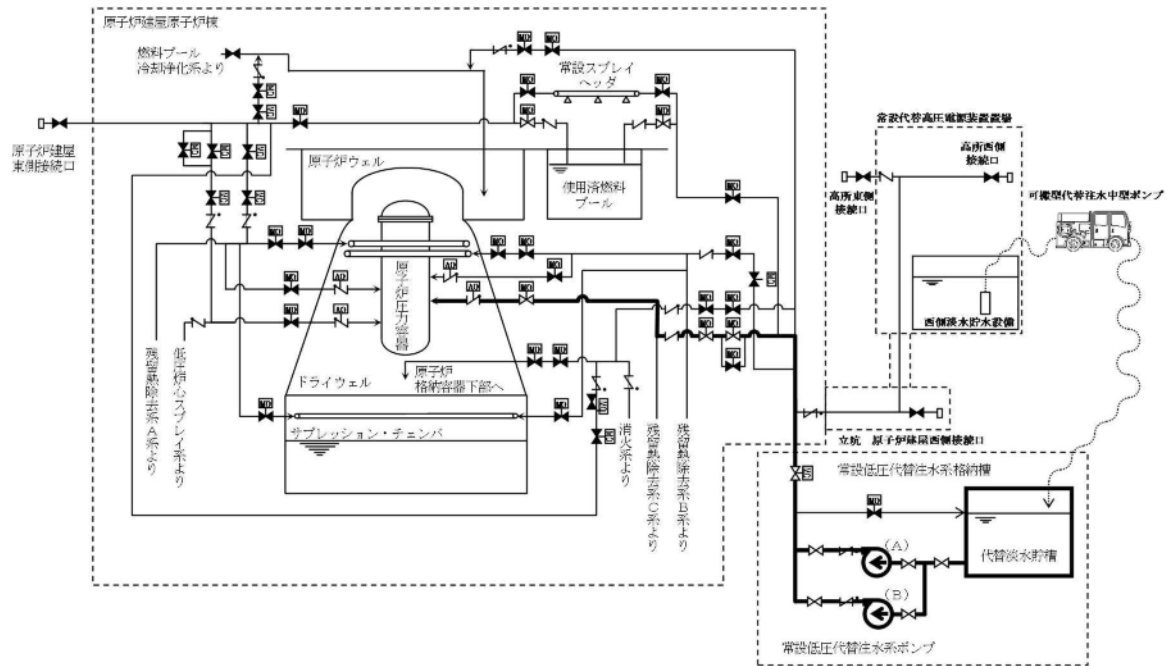 原子炉建屋原子炉棟
燃料プール
冷却浄化系より
常設スプレイ
ヘッダ
原子炉建屋
東側接続口
原子炉ウェル
使用済燃料
プール
常設代替高圧電源装置置場
高所西側
接続口
高所東側
接続口
可搬型代替注水中型ポンプ
西側淡水貯水設備
原子炉圧力容器
ドライウェル
原子炉
格納容器下部へ
サプレッション・チェンバ
残留熱除去系A系より
低圧炉心スプレイ系より
消火系より
残留熱除去系C系より
残留熱除去系B系より
立坑 原子炉建屋西側接続口
常設低圧代替注水系格納槽
代替淡水貯槽
(A)
(B)
常設低圧代替注水系ポンプ